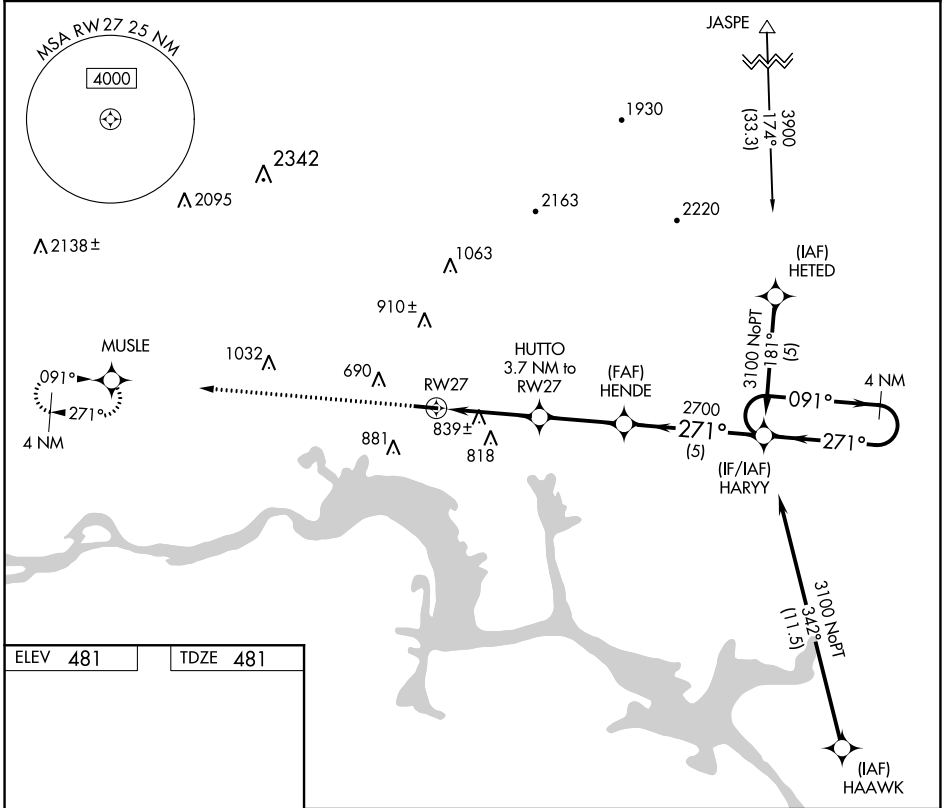 MSA RW27 25 NM
4000
JASPE
3900
174°
(33.3)
1930
2342
2095
2163
2220
2138±
1063
(IAF)
HETED
910±
3100 NoPT
181°
(5)
MUSLE
1032
HUTTO
3.7 NM to
RW27
(FAF)
HENDE
4 NM
091°
690
RW27
091°
271°
2700
271°
(5)
271°
4 NM
839±
881
818
(IF/IAF)
HARYY
3100 NoPT
342°
(11.5)
ELEV 481
TDZE 481
(IAF)
HAAWK